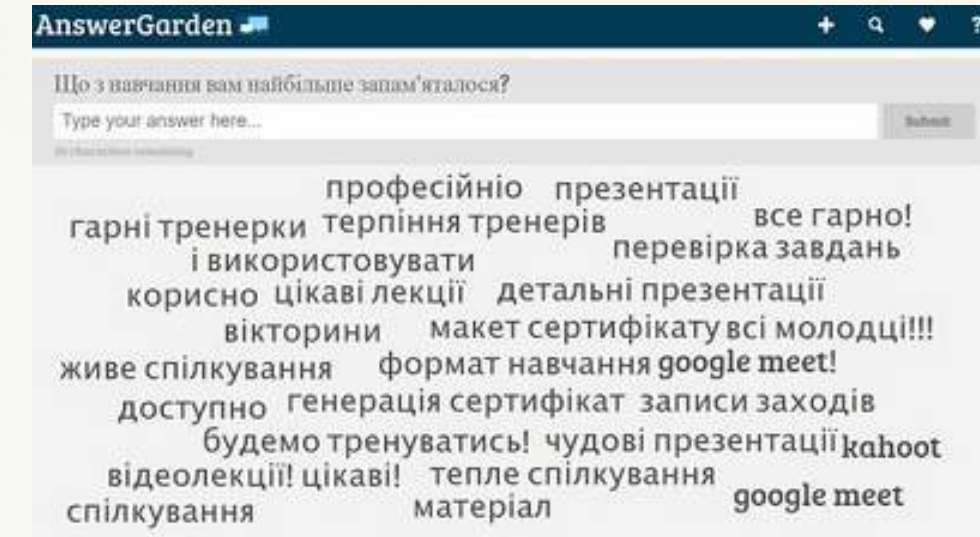 AnswerGarden
Що з навчання вам найбільше запам'яталося?
Type your answer here...
Submit
професійніо презентації
гарні тренерки терпіння тренерів все гарно!
і використовувати перевірка завдань
корисно цікаві лекції детальні презентації
вікторини макет сертифікату всі молодці!!!
живе спілкування формат навчання google meet!
доступно генерація сертифікат записи заходів
будемо тренуватись! чудові презентації kahoot
відеолекції! цікаві! тепле спілкування
спілкування матеріал google meet